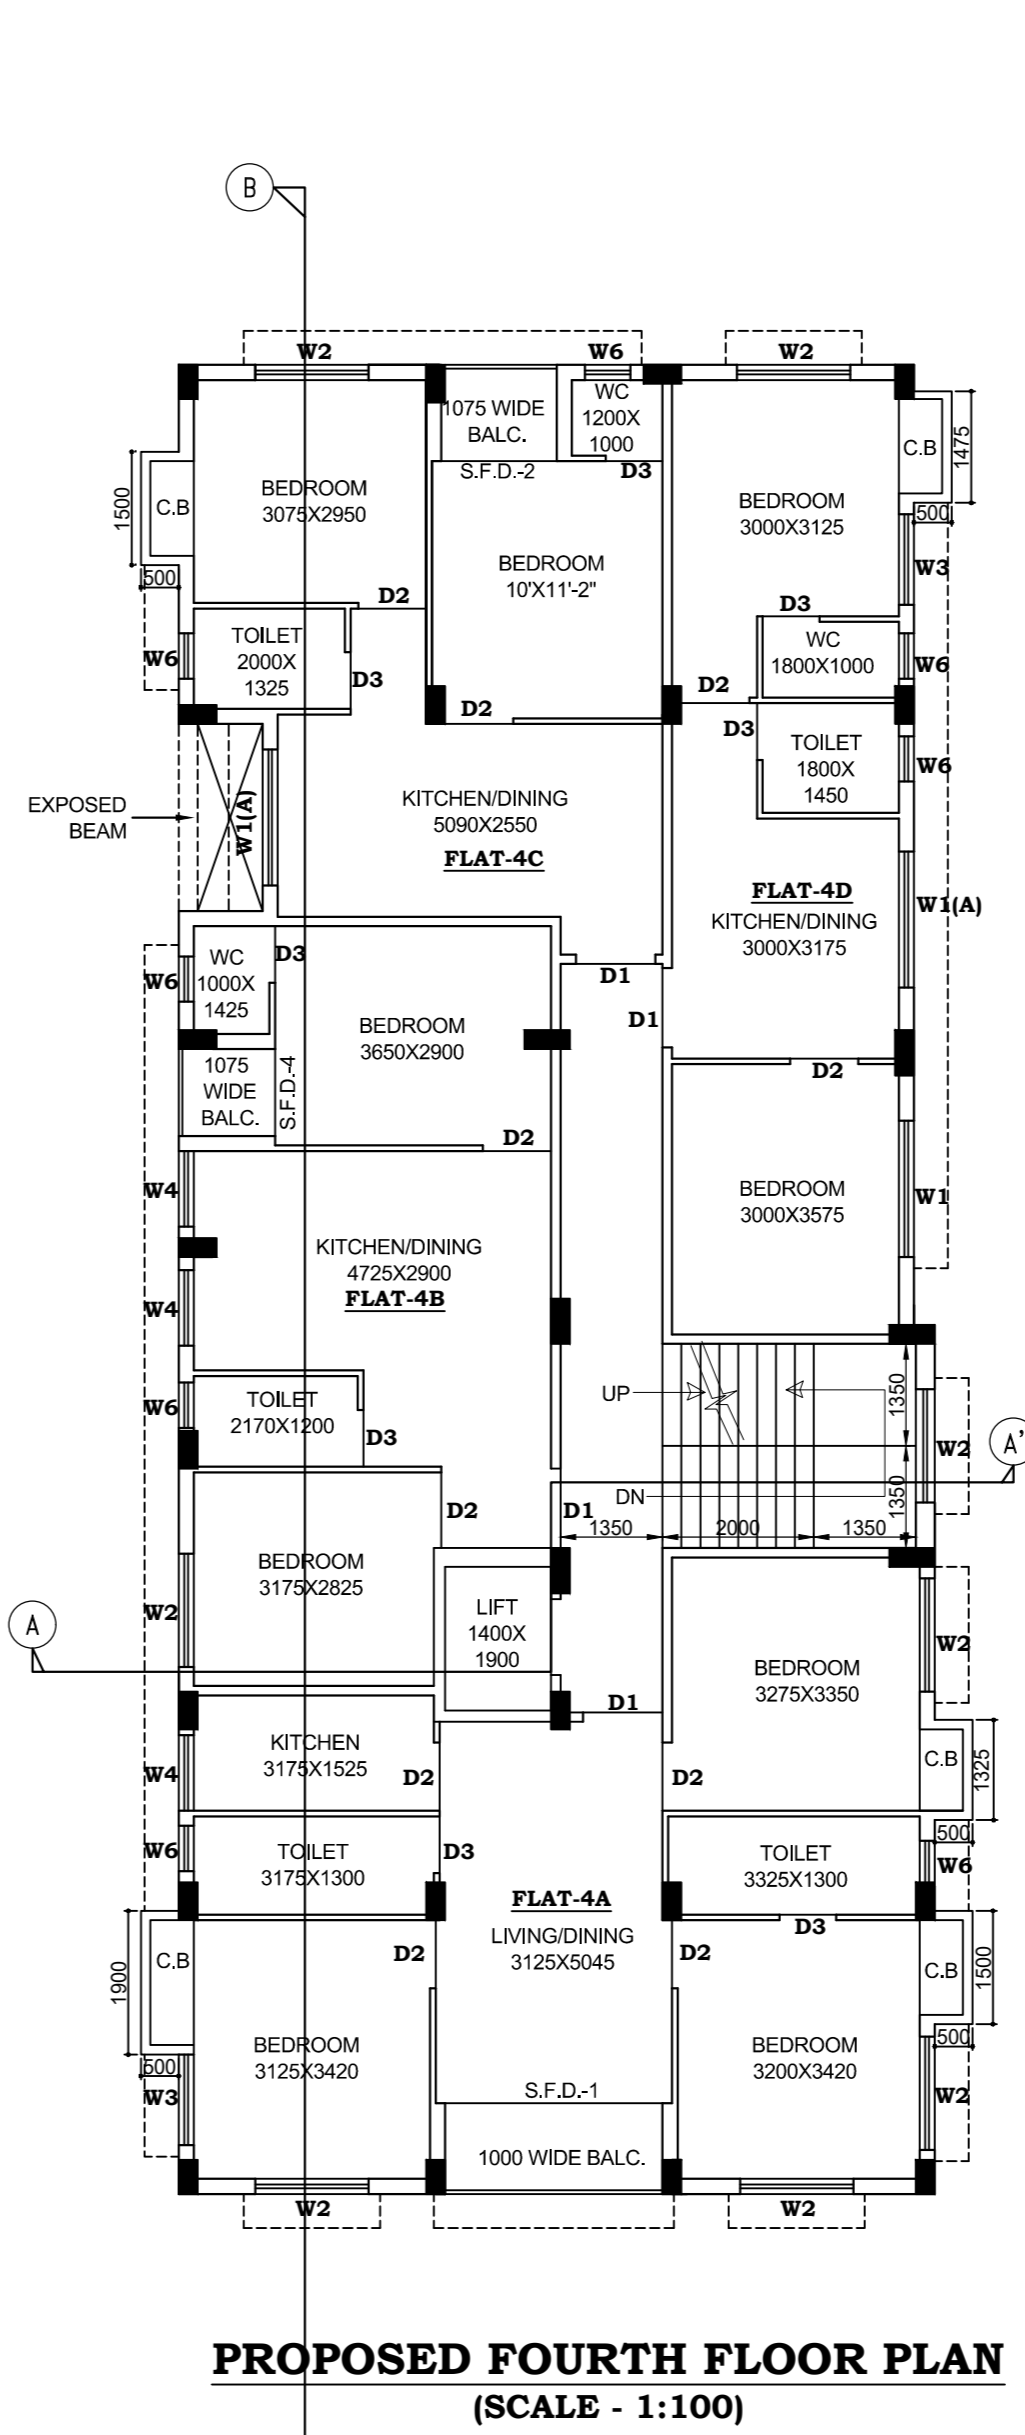 B
W2
W6
W2
WC
1200X
1000
1075 WIDE
BALC.
S.F.D.-2
D3
C.B
1475
500
BEDROOM
3075X2950
C.B
1500
500
BEDROOM
3000X3125
BEDROOM
10'X11'-2"
W3
D2
D3
TOILET
2000X
1325
W6
D3
WC
1800X1000
W6
D2
D2
D3
TOILET
1800X
1450
W6
EXPOSED
BEAM
W1(A)
KITCHEN/DINING
5090X2550
FLAT-4C
FLAT-4D
KITCHEN/DINING
3000X3175
W1(A)
WC
1000X
1425
W6
D3
D1
D1
BEDROOM
3650X2900
1075
WIDE
BALC.
S.F.D.-4
D2
D2
W4
BEDROOM
3000X3575
W1
KITCHEN/DINING
4725X2900
FLAT-4B
W4
TOILET
2170X1200
W6
D3
UP
1350
W2
A'
DN
1350
D2
D1
1350
2000
1350
BEDROOM
3175X2825
W2
A
LIFT
1400X
1900
W2
BEDROOM
3275X3350
D1
KITCHEN
3175X1525
W4
D2
D2
C.B
1325
500
TOILET
3175X1300
W6
D3
TOILET
3325X1300
W6
FLAT-4A
LIVING/DINING
3125X5045
D3
D2
D2
C.B
1900
500
C.B
1500
500
BEDROOM
3125X3420
BEDROOM
3200X3420
W3
W2
S.F.D.-1
1000 WIDE BALC.
W2
W2
PROPOSED FOURTH FLOOR PLAN
(SCALE - 1:100)